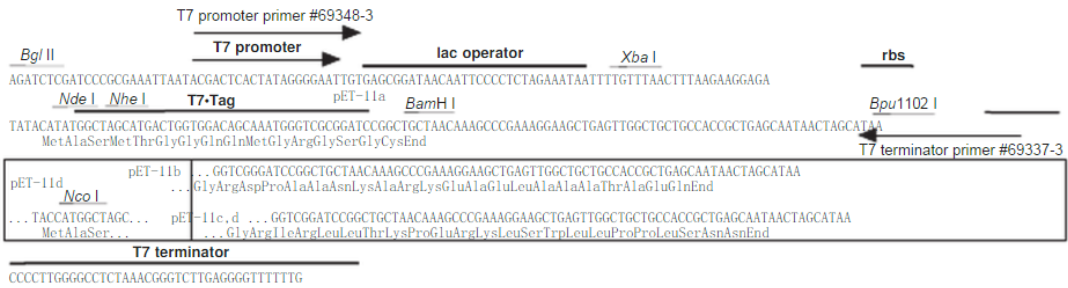 T7 promoter primer #69348-3
Bgl II T7 promoter lac operator Xba I rbs
AGATCTCGATCCCGCGAAATTAATACGACTCACTATAGGGGAATTGTGAGCGGATAACAATTCCCCTCTAGAAATAATTTTGTTTAACTTTAAGAAGGAGA
Nde I Nhe I T7•Tag pET-11a BamH I Bpu1102 I
TATACATATGGCTAGCATGACTGGTGGACAGCAAATGGGTCGCGGATCCGGCTGCTAACAAAGCCCGAAAGGAAGCTGAGTTGGCTGCTGCCACCGCTGAGCAATAACTAGCATAA
MetAlaSerMetThrGlyGlyGlnGlnMetGlyArgGlySerGlyCysEnd
T7 terminator primer #69337-3
pET-11b ...GGTCGGGATCCGGCTGCTAACAAAGCCCGAAAGGAAGCTGAGTTGGCTGCTGCCACCGCTGAGCAATAACTAGCATAA
pET-11d ...GlyArgAspProAlaAlaAsnLysAlaArgLysGluAlaGluLeuAlaAlaAlaThrAlaGluGlnEnd
Nco I
...TACCATGGCTAGC... pET-11c,d ...GGTCGGATCCGGCTGCTAACAAAGCCCGAAAGGAAGCTGAGTTGGCTGCTGCCACCGCTGAGCAATAACTAGCATAA
MetAlaSer... ...GlyArgIleArgLeuLeuThrLysProGluArgLysLeuSerTrpLeuLeuProProLeuSerAsnAsnEnd
T7 terminator
CCCCTTGGGGCCTCTAAACGGGTCTTGAGGGGTTTTTTG